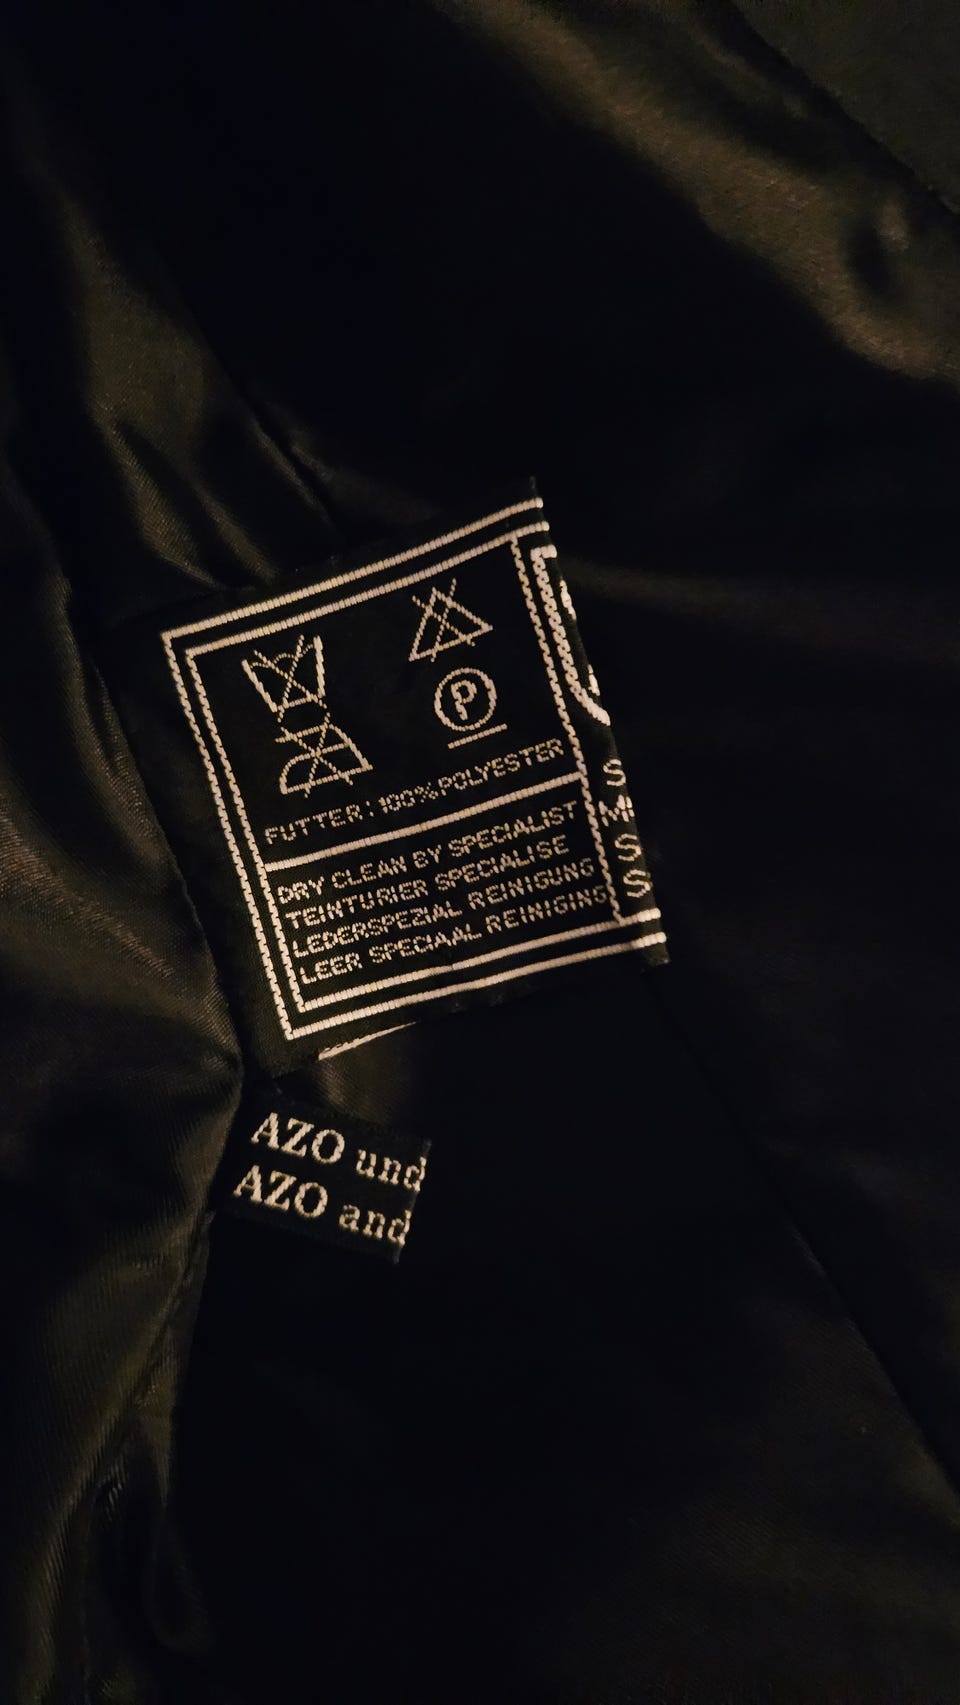 P
FUTTER: 100% POLYESTER
DRY CLEAN BY SPECIALIST
TEINTURIER SPECIALISE
LEDERSPEZIAL REINIGUNG
LEER SPECIAAL REINIGING
S
M
S
S
AZO und
AZO and